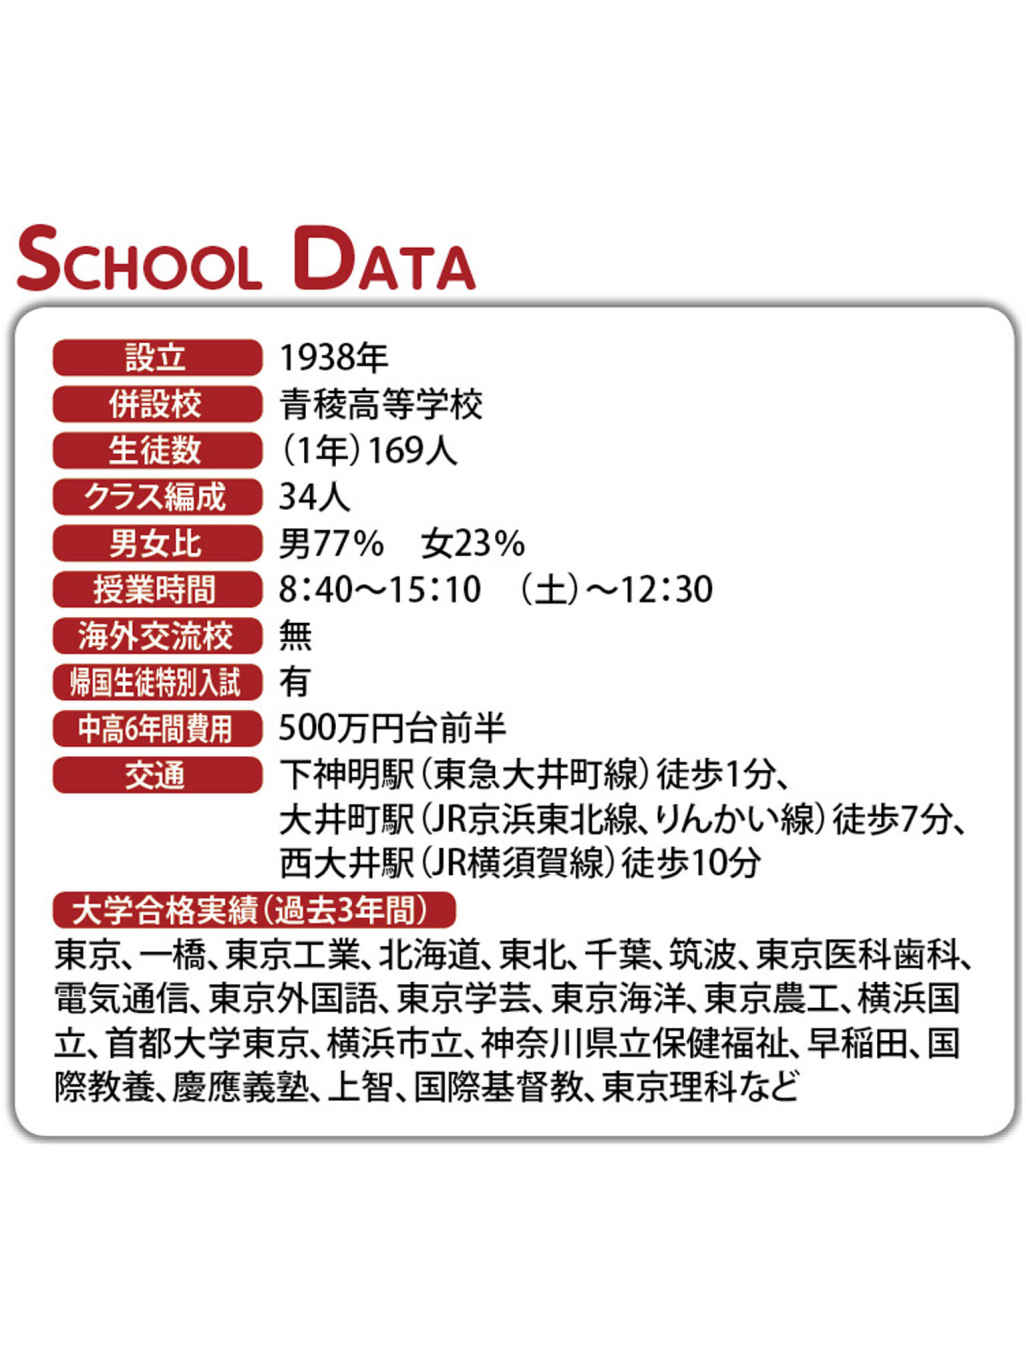 SCHOOL DATA
設立 1938年
併設校 青稜高等学校
生徒数 （1年）169人
クラス編成 34人
男女比 男77%　女23%
授業時間 8：40〜15：10　（土）〜12：30
海外交流校 無
帰国生徒特別入試 有
中高6年間費用 500万円台前半
交通 下神明駅（東急大井町線）徒歩1分、
大井町駅（JR京浜東北線、りんかい線）徒歩7分、
西大井駅（JR横須賀線）徒歩10分
大学合格実績（過去3年間）
東京、一橋、東京工業、北海道、東北、千葉、筑波、東京医科歯科、
電気通信、東京外国語、東京学芸、東京海洋、東京農工、横浜国
立、首都大学東京、横浜市立、神奈川県立保健福祉、早稲田、国
際教養、慶應義塾、上智、国際基督教、東京理科など